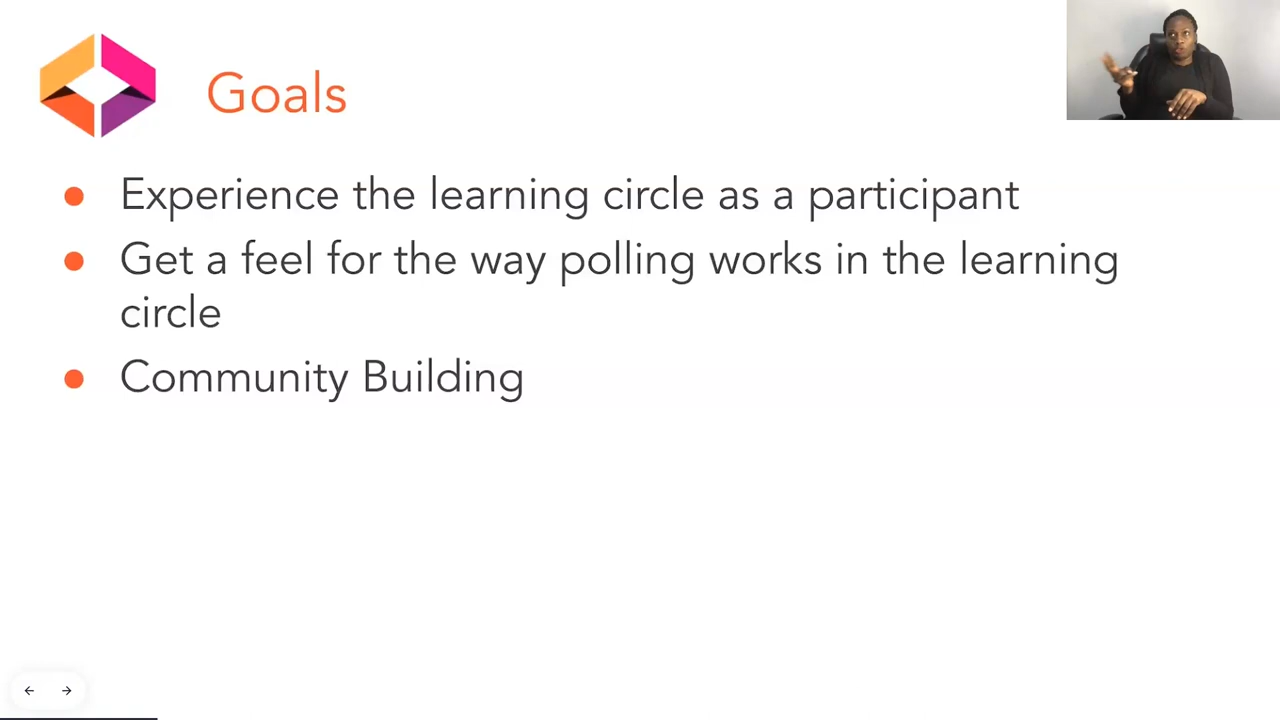 Goals
Experience the learning circle as a participant
Get a feel for the way polling works in the learning
circle
Community Building